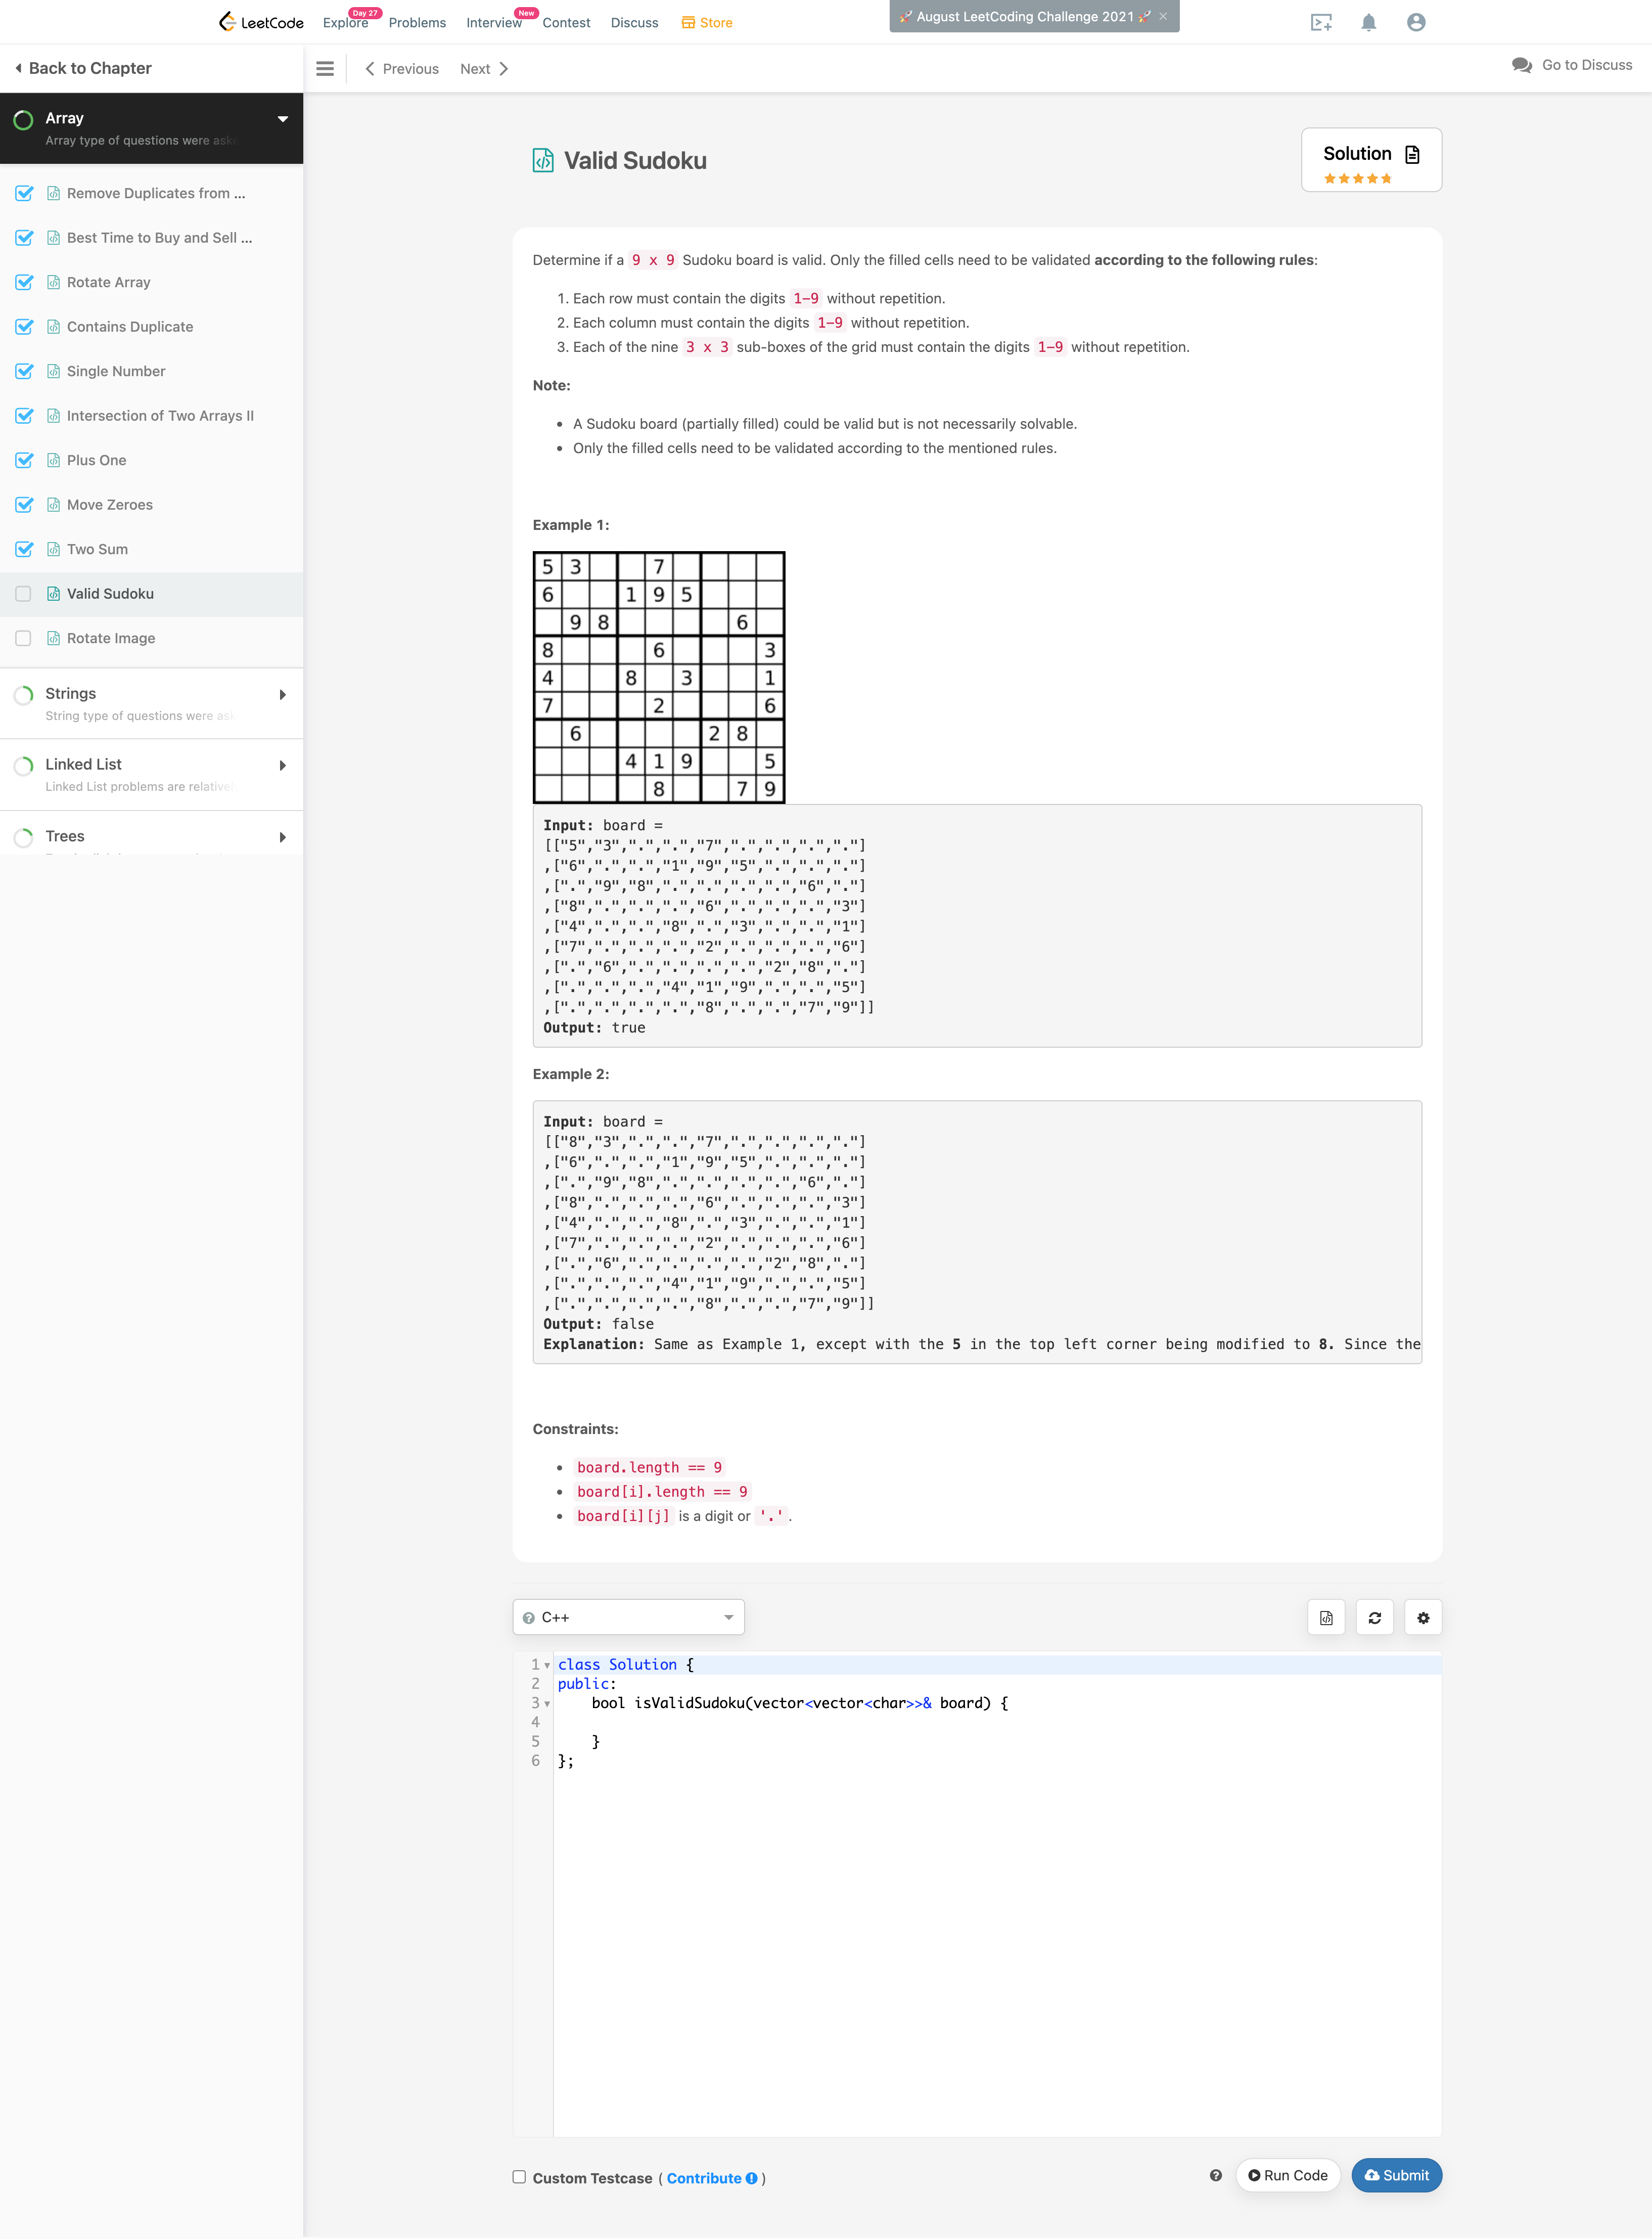 LeetCode
Explore
Day 27
Problems
Interview
New
Contest
Discuss
Store
🚀 August LeetCoding Challenge 2021 🚀 ×
Back to Chapter
Previous
Next
Go to Discuss
Array
Array type of questions were aske
Remove Duplicates from ...
Best Time to Buy and Sell ...
Rotate Array
Contains Duplicate
Single Number
Intersection of Two Arrays II
Plus One
Move Zeroes
Two Sum
Valid Sudoku
Rotate Image
Strings
String type of questions were ask
Linked List
Linked List problems are relative
Trees
Valid Sudoku
Solution
Determine if a 9 x 9 Sudoku board is valid. Only the filled cells need to be validated according to the following rules:
1. Each row must contain the digits 1-9 without repetition.
2. Each column must contain the digits 1-9 without repetition.
3. Each of the nine 3 x 3 sub-boxes of the grid must contain the digits 1-9 without repetition.
Note:
• A Sudoku board (partially filled) could be valid but is not necessarily solvable.
• Only the filled cells need to be validated according to the mentioned rules.
Example 1:
5 3 7
6 1 9 5
9 8 6
8 6 3
4 8 3 1
7 2 6
6 2 8
4 1 9 5
8 7 9
Input: board =
[["5","3",".",".","7",".",".",".","."]
,["6",".",".","1","9","5",".",".","."]
,[".","9","8",".",".",".",".","6","."]
,["8",".",".",".","6",".",".",".","3"]
,["4",".",".","8",".","3",".",".","1"]
,["7",".",".",".","2",".",".",".","6"]
,[".","6",".",".",".",".","2","8","."]
,[".",".",".","4","1","9",".",".","5"]
,[".",".",".",".","8",".",".","7","9"]]
Output: true
Example 2:
Input: board =
[["8","3",".",".","7",".",".",".","."]
,["6",".",".","1","9","5",".",".","."]
,[".","9","8",".",".",".",".","6","."]
,["8",".",".",".","6",".",".",".","3"]
,["4",".",".","8",".","3",".",".","1"]
,["7",".",".",".","2",".",".",".","6"]
,[".","6",".",".",".",".","2","8","."]
,[".",".",".","4","1","9",".",".","5"]
,[".",".",".",".","8",".",".","7","9"]]
Output: false
Explanation: Same as Example 1, except with the 5 in the top left corner being modified to 8. Since the
Constraints:
• board.length == 9
• board[i].length == 9
• board[i][j] is a digit or '.'.
C++
1 class Solution {
2 public:
3     bool isValidSudoku(vector<vector<char>>& board) {
4
5     }
6 };
Custom Testcase ( Contribute )
Run Code
Submit